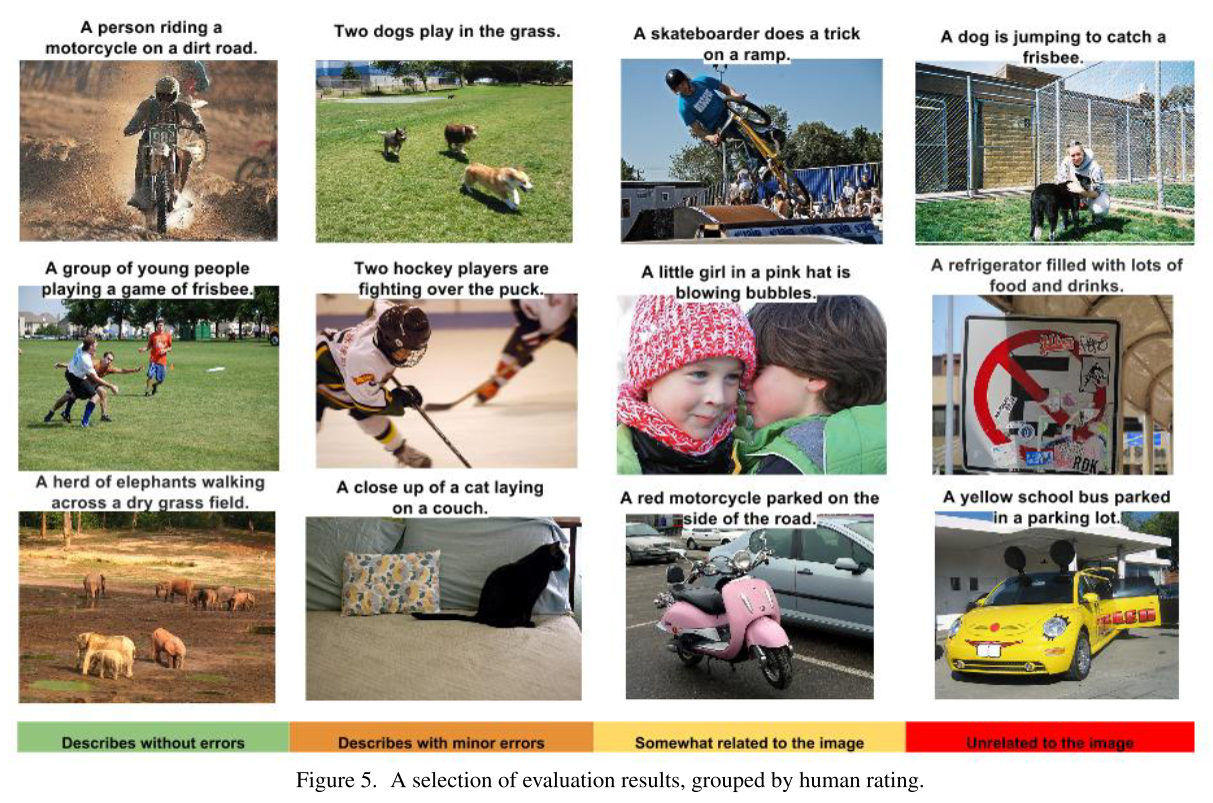 A person riding a
motorcycle on a dirt road.
Two dogs play in the grass.
A skateboarder does a trick
on a ramp.
A dog is jumping to catch a
frisbee.
A group of young people
playing a game of frisbee.
Two hockey players are
fighting over the puck.
A little girl in a pink hat is
blowing bubbles.
A refrigerator filled with lots of
food and drinks.
RDK
A herd of elephants walking
across a dry grass field.
A close up of a cat laying
on a couch.
A red motorcycle parked on the
side of the road.
A yellow school bus parked
in a parking lot.
Describes without errors
Describes with minor errors
Somewhat related to the image
Unrelated to the image
Figure 5. A selection of evaluation results, grouped by human rating.